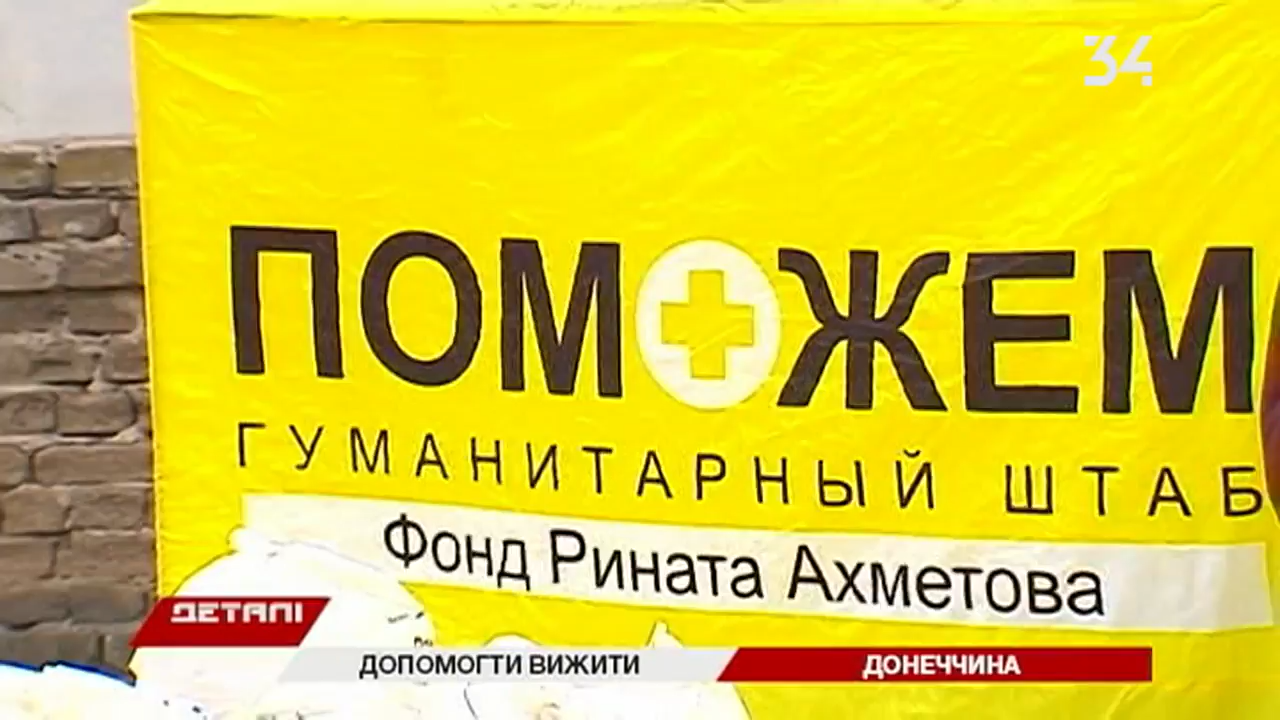 34
ПОМОЖЕМ
ГУМАНИТАРНЫЙ ШТАБ
Фонд Рината Ахметова
ДЕТАЛІ
ДОПОМОГТИ ВИЖИТИ
ДОНЕЧЧИНА